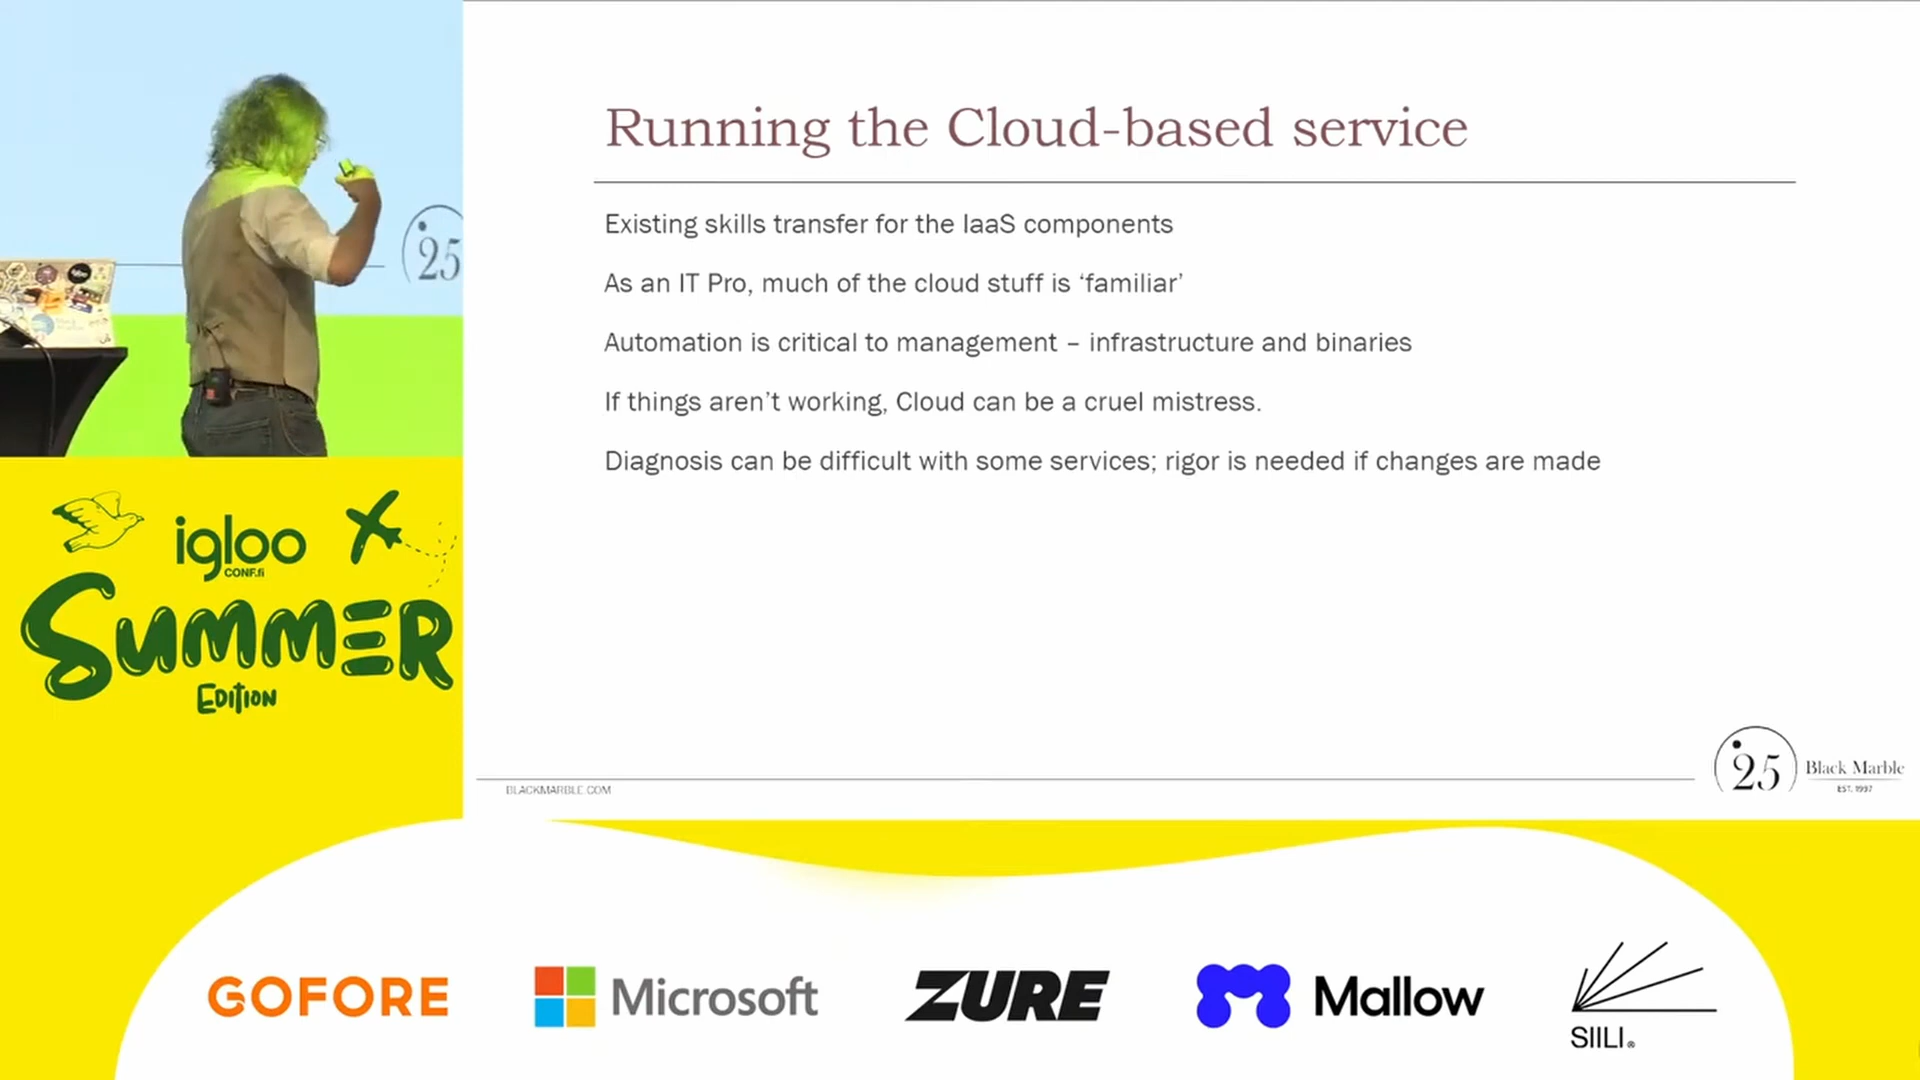 Running the Cloud-based service
Existing skills transfer for the IaaS components
As an IT Pro, much of the cloud stuff is ‘familiar’
Automation is critical to management – infrastructure and binaries
If things aren’t working, Cloud can be a cruel mistress.
Diagnosis can be difficult with some services; rigor is needed if changes are made
25
igloo
CONF.fi
SUMMER
EDITION
BLACKMARBLE.COM
25 Black Marble
EST. 1997
GOFORE
Microsoft
ZURE
Mallow
SIILI®